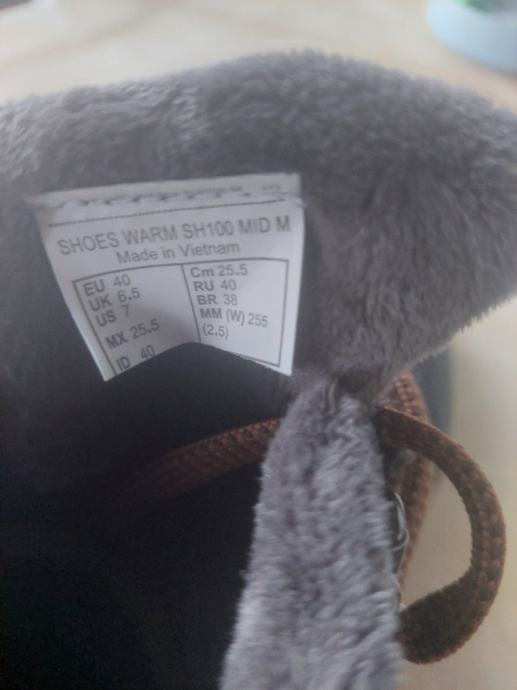 SHOES WARM SH100 MID M
Made in Vietnam
EU 40
UK 6.5
US 7
MX 25.5
ID 40
Cm 25.5
RU 40
BR 38
MM (W) 255
(2.5)